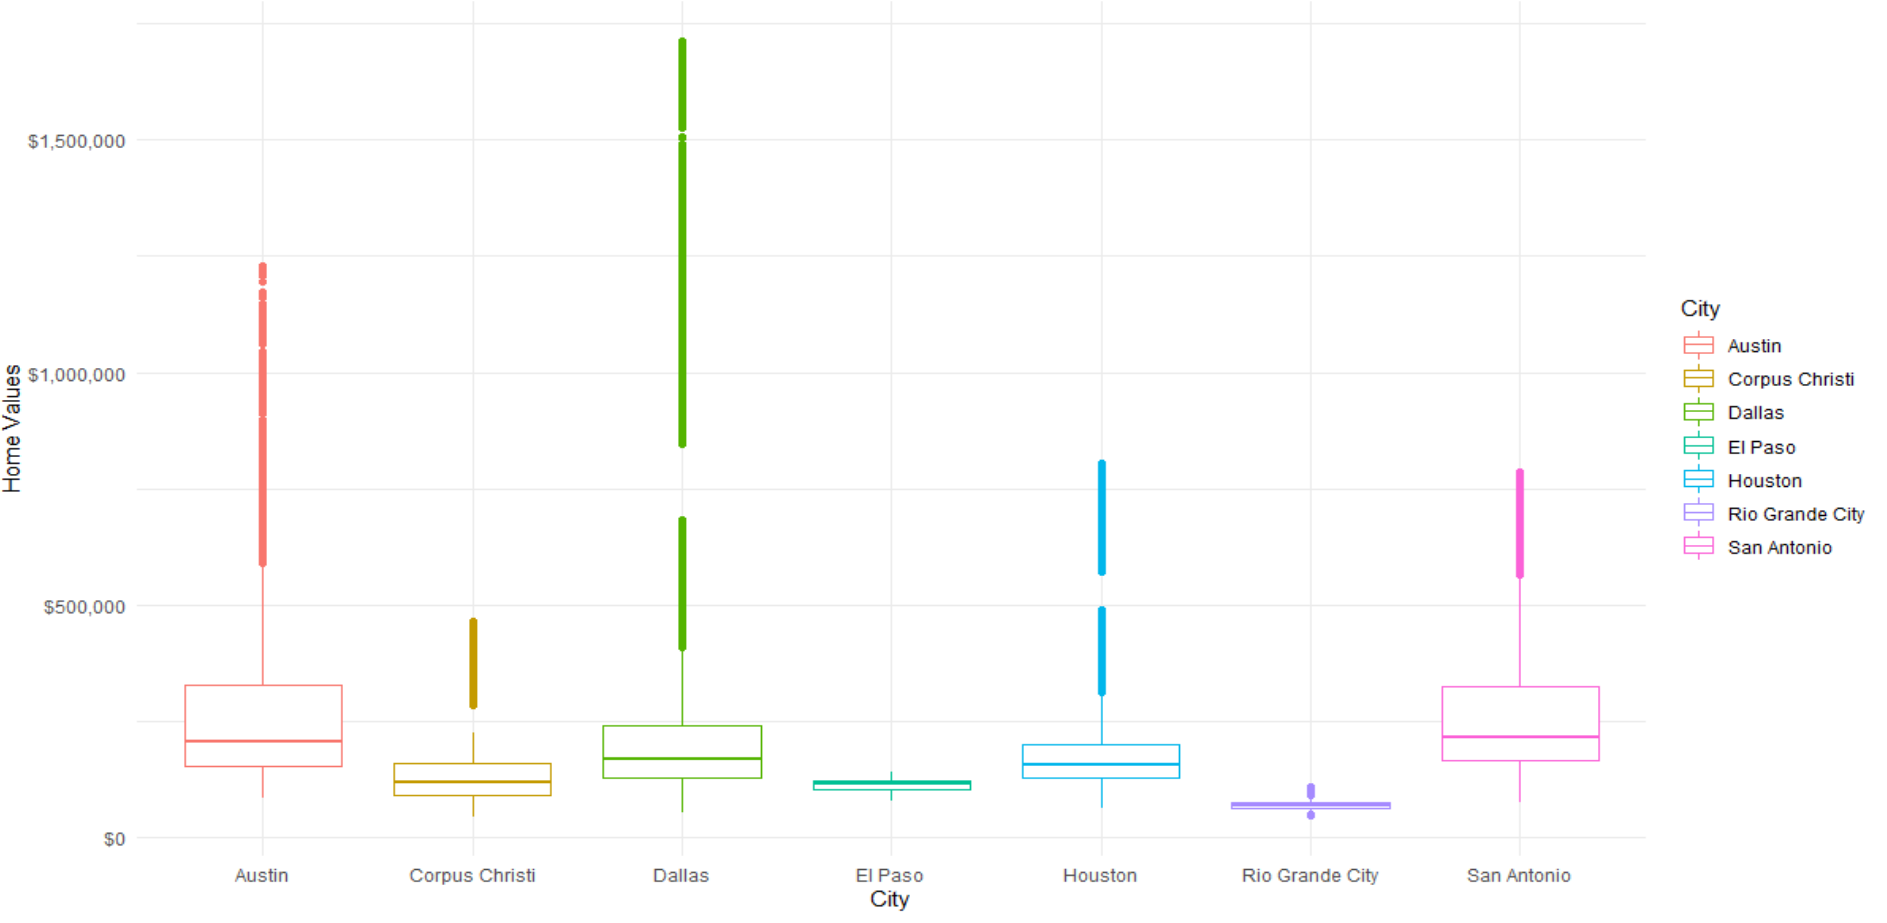 Home Values
$1,500,000
$1,000,000
$500,000
$0
Austin
Corpus Christi
Dallas
El Paso
Houston
Rio Grande City
San Antonio
City
City
Austin
Corpus Christi
Dallas
El Paso
Houston
Rio Grande City
San Antonio